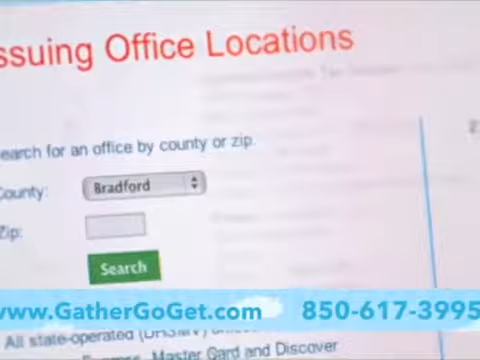 ssuing Office Locations
earch for an office by county or zip.
County:
Bradford
Zip:
Search
www.GatherGoGet.com 850-617-3995
All state-operated
Master Card and Discover